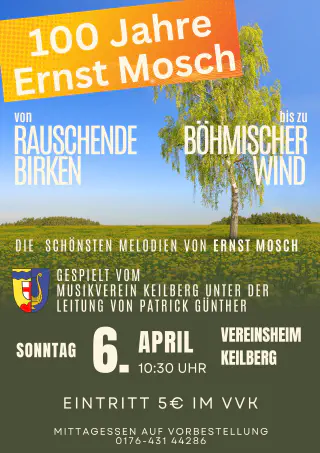 100 Jahre
Ernst Mosch
von
RAUSCHENDE
BIRKEN
bis zu
BÖHMISCHER
WIND
DIE SCHÖNSTEN MELODIEN VON ERNST MOSCH
GESPIELT VOM
MUSIKVEREIN KEILBERG UNTER DER
LEITUNG VON PATRICK GÜNTHER
SONNTAG
6.
APRIL
10:30 UHR
VEREINSHEIM
KEILBERG
EINTRITT 5€ IM VVK
MITTAGESSEN AUF VORBESTELLUNG
0176-431 44286